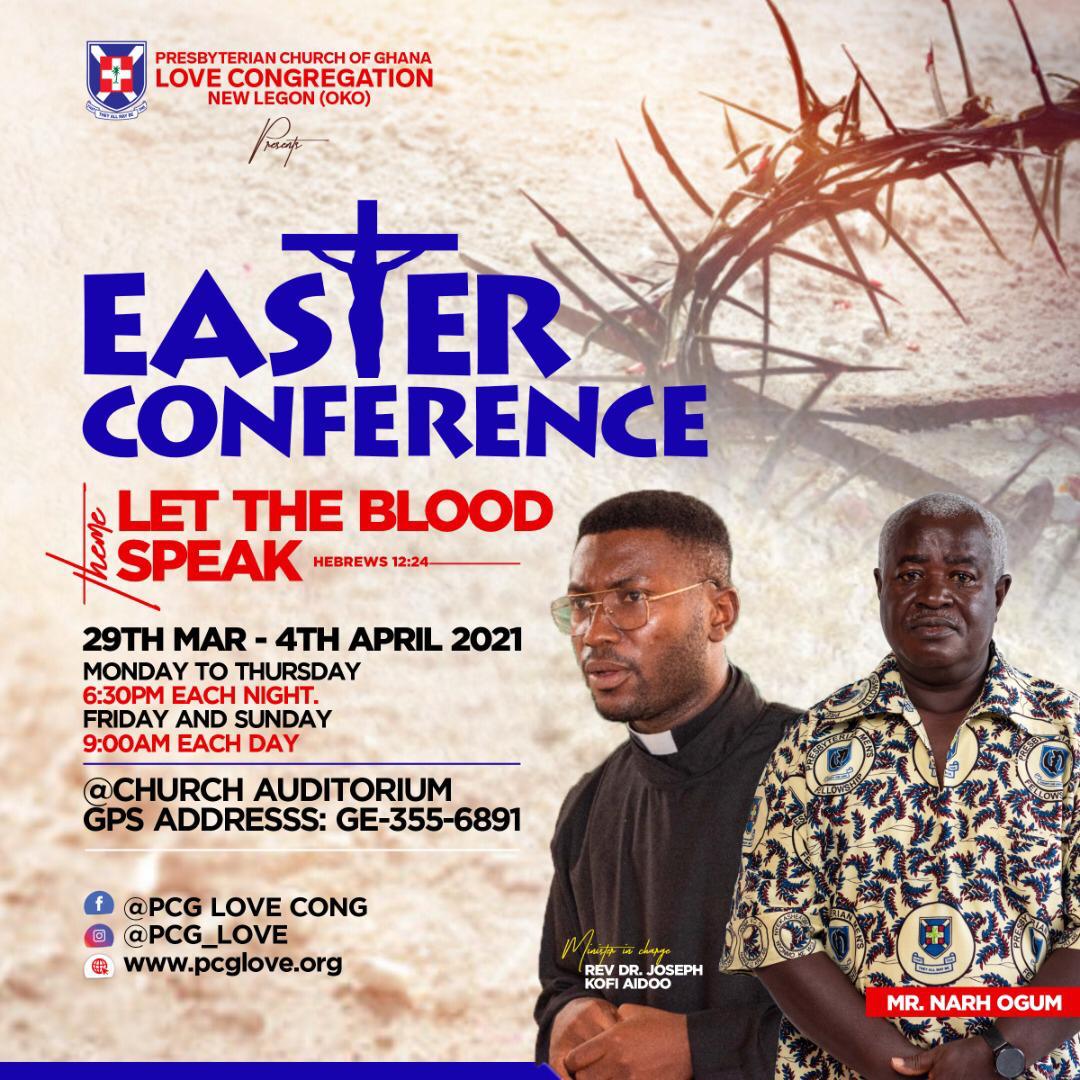 PRESBYTERIAN CHURCH OF GHANA
LOVE CONGREGATION
NEW LEGON (OKO)
Presents
EASTER
CONFERENCE
theme
LET THE BLOOD
SPEAK HEBREWS 12:24
29TH MAR - 4TH APRIL 2021
MONDAY TO THURSDAY
6:30PM EACH NIGHT.
FRIDAY AND SUNDAY
9:00AM EACH DAY
@CHURCH AUDITORIUM
GPS ADDRESSS: GE-355-6891
@PCG LOVE CONG
@PCG_LOVE
www.pcglove.org
Minister in charge
REV DR. JOSEPH
KOFI AIDOO
MR. NARH OGUM
PRESBYTERIAN MEN'S
FELLOWSHIP